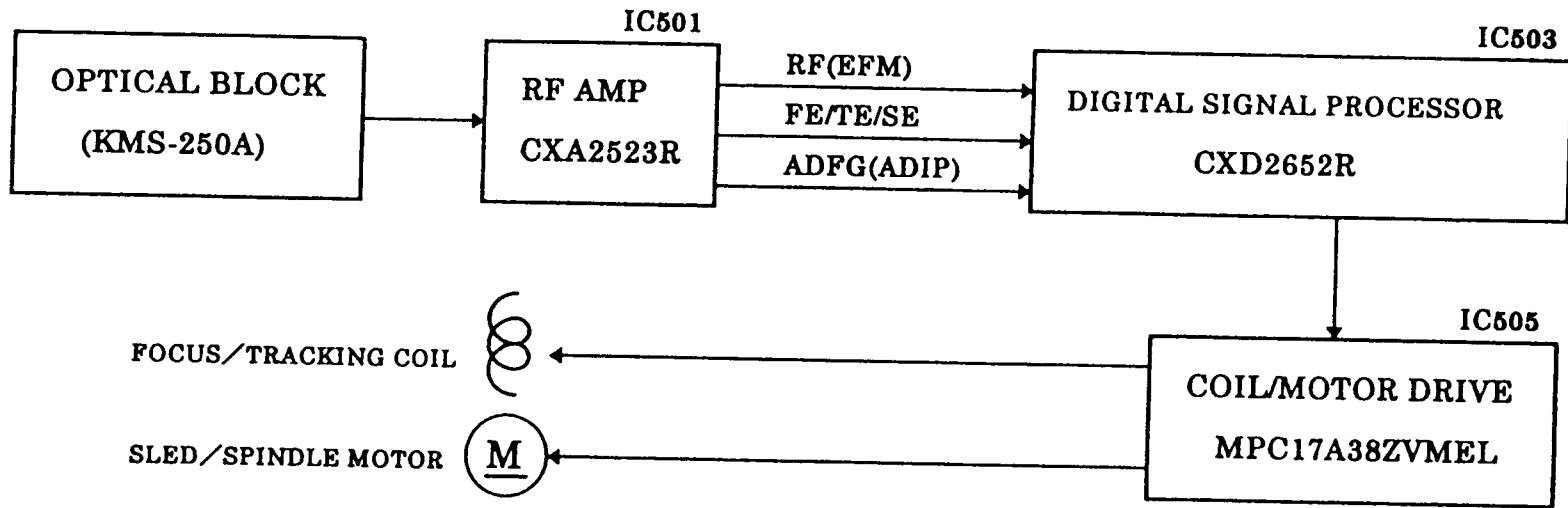 IC501
IC503
OPTICAL BLOCK
(KMS-250A)
RF AMP
CXA2523R
RF(EFM)
FE/TE/SE
ADFG(ADIP)
DIGITAL SIGNAL PROCESSOR
CXD2652R
IC505
FOCUS/TRACKING COIL
COIL/MOTOR DRIVE
MPC17A38ZVMEL
SLED/SPINDLE MOTOR
M